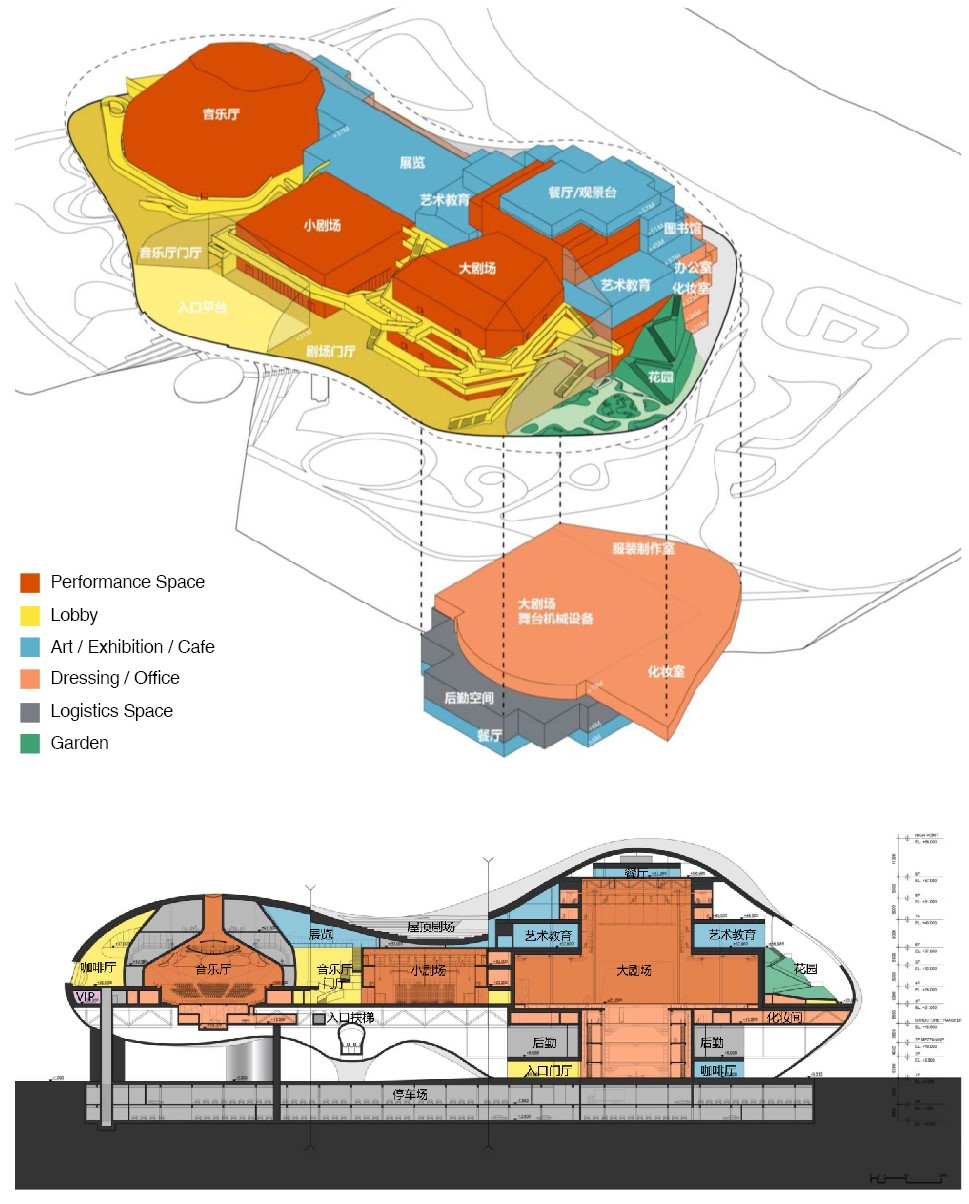 音乐厅
+37M
展览
艺术教育
餐厅/观景台
+57M
图书馆
小剧场
音乐厅门厅
大剧场
办公室
艺术教育
化妆室
入口平台
剧场门厅
花园
服装制作室
大剧场
舞台机械设备
化妆室
后勤空间
餐厅
Performance Space
Lobby
Art / Exhibition / Cafe
Dressing / Office
Logistics Space
Garden
餐厅
屋顶剧场
展览
艺术教育
艺术教育
咖啡厅
音乐厅
音乐厅
门厅
小剧场
大剧场
花园
VIP
入口扶梯
化妆间
后勤
后勤
入口门厅
咖啡厅
停车场
HIGH POINT